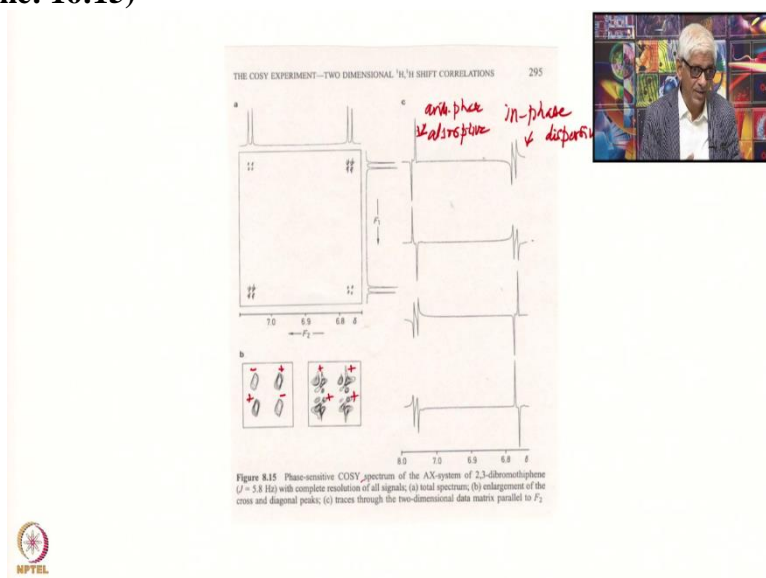 THE COSY EXPERIMENT—TWO DIMENSIONAL ¹H,¹H SHIFT CORRELATIONS 295
a
c
anti-phase
absorptive
in-phase
F₁
7.0 6.9 6.8 δ
F₂
b
- +
+ -
+ +
+ +
8.0 7.0 6.9 6.8 δ
Figure 8.15 Phase-sensitive COSY spectrum of the AX-system of 2,3-dibromothiphene
(J = 5.8 Hz) with complete resolution of all signals; (a) total spectrum; (b) enlargement of the
cross and diagonal peaks; (c) traces through the two-dimensional data matrix parallel to F₂
NPTEL